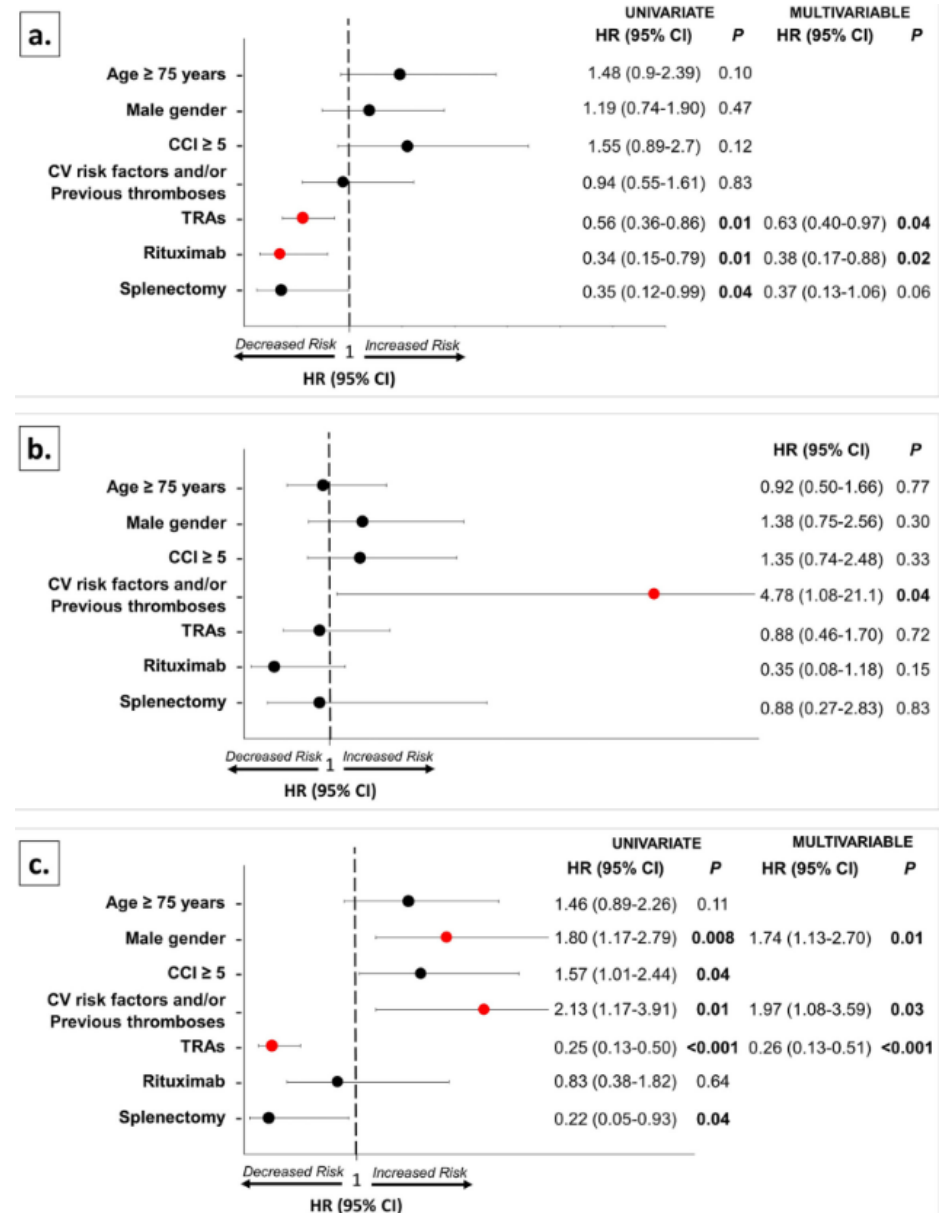 a.
UNIVARIATE MULTIVARIABLE
HR (95% CI) P HR (95% CI) P
Age ≥ 75 years 1.48 (0.9-2.39) 0.10
Male gender 1.19 (0.74-1.90) 0.47
CCI ≥ 5 1.55 (0.89-2.7) 0.12
CV risk factors and/or
Previous thromboses 0.94 (0.55-1.61) 0.83
TRAs 0.56 (0.36-0.86) 0.01 0.63 (0.40-0.97) 0.04
Rituximab 0.34 (0.15-0.79) 0.01 0.38 (0.17-0.88) 0.02
Splenectomy 0.35 (0.12-0.99) 0.04 0.37 (0.13-1.06) 0.06
Decreased Risk 1 Increased Risk
HR (95% CI)
b.
HR (95% CI) P
Age ≥ 75 years 0.92 (0.50-1.66) 0.77
Male gender 1.38 (0.75-2.56) 0.30
CCI ≥ 5 1.35 (0.74-2.48) 0.33
CV risk factors and/or
Previous thromboses 4.78 (1.08-21.1) 0.04
TRAs 0.88 (0.46-1.70) 0.72
Rituximab 0.35 (0.08-1.18) 0.15
Splenectomy 0.88 (0.27-2.83) 0.83
Decreased Risk 1 Increased Risk
HR (95% CI)
c.
UNIVARIATE MULTIVARIABLE
HR (95% CI) P HR (95% CI) P
Age ≥ 75 years 1.46 (0.89-2.26) 0.11
Male gender 1.80 (1.17-2.79) 0.008 1.74 (1.13-2.70) 0.01
CCI ≥ 5 1.57 (1.01-2.44) 0.04
CV risk factors and/or
Previous thromboses 2.13 (1.17-3.91) 0.01 1.97 (1.08-3.59) 0.03
TRAs 0.25 (0.13-0.50) <0.001 0.26 (0.13-0.51) <0.001
Rituximab 0.83 (0.38-1.82) 0.64
Splenectomy 0.22 (0.05-0.93) 0.04
Decreased Risk 1 Increased Risk
HR (95% CI)